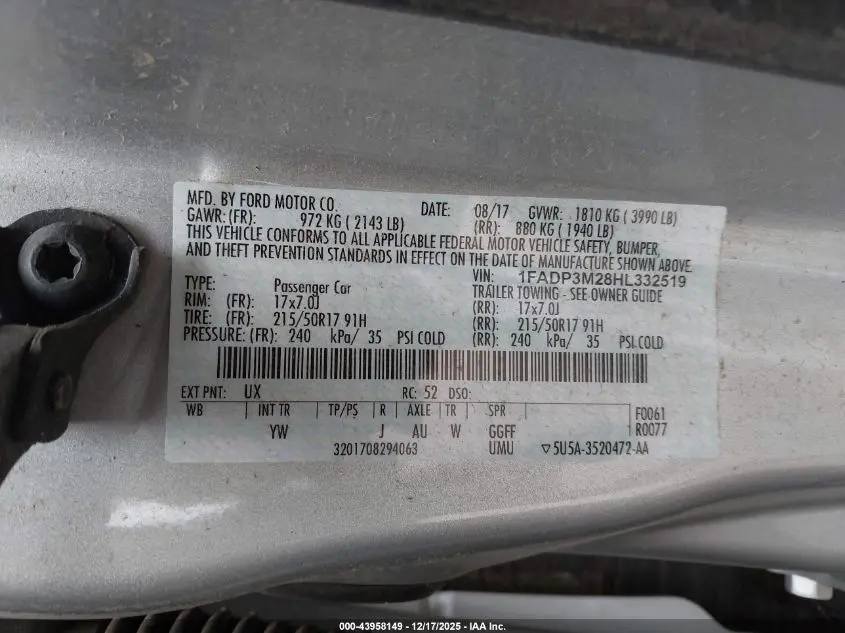 MFD. BY FORD MOTOR CO. DATE: 08/17 GVWR: 1810 KG ( 3990 LB)
GAWR: (FR): 972 KG ( 2143 LB) (RR): 880 KG ( 1940 LB)
THIS VEHICLE CONFORMS TO ALL APPLICABLE FEDERAL MOTOR VEHICLE SAFETY, BUMPER,
AND THEFT PREVENTION STANDARDS IN EFFECT ON THE DATE OF MANUFACTURE SHOWN ABOVE.
VIN: 1FADP3M28HL332519
TYPE: Passenger Car TRAILER TOWING - SEE OWNER GUIDE
RIM: (FR): 17x7.0J (RR): 17x7.0J
TIRE: (FR): 215/50R17 91H (RR): 215/50R17 91H
PRESSURE: (FR): 240 kPa/ 35 PSI COLD (RR): 240 kPa/ 35 PSI COLD
EXT PNT: UX RC: 52 DSO:
WB | INT TR | TP/PS | R | AXLE | TR | SPR F0061
YW J AU W GGFF R0077
3201708294063 UMU ▽5U5A-3520472-AA
000-43958149 - 12/17/2025 - IAA Inc.